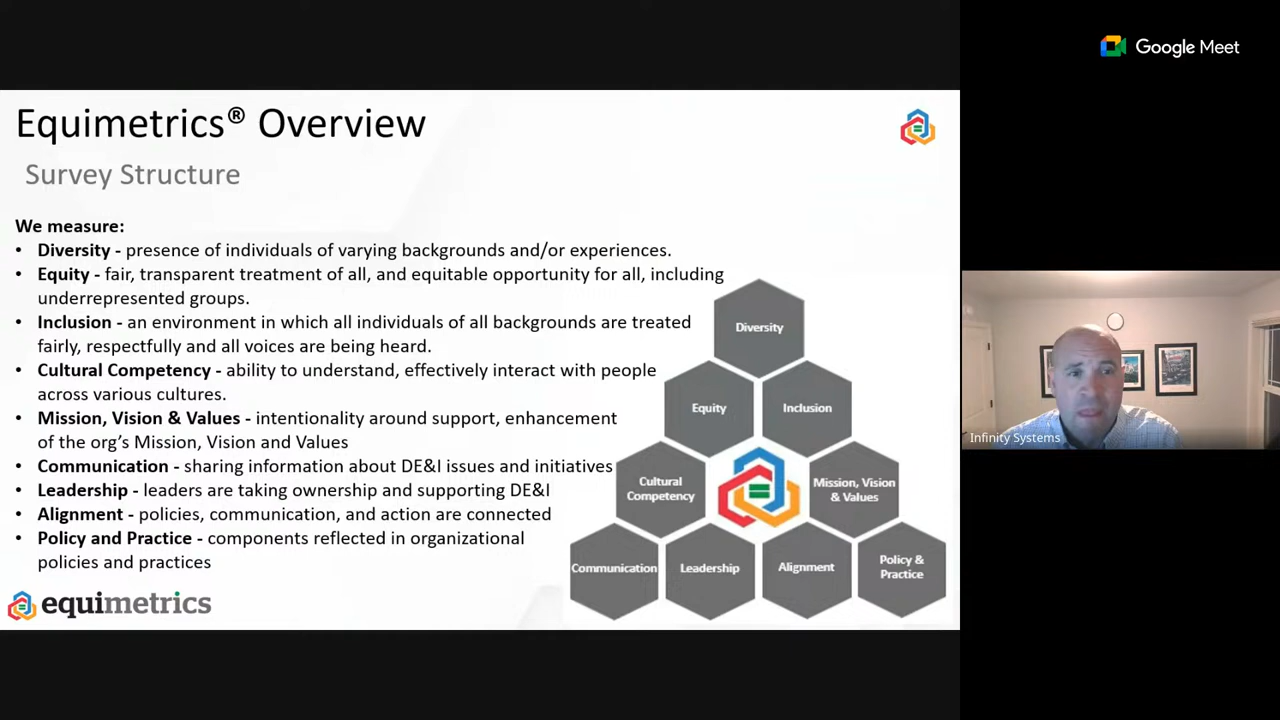 Google Meet
Equimetrics® Overview
Survey Structure
We measure:
• Diversity - presence of individuals of varying backgrounds and/or experiences.
• Equity - fair, transparent treatment of all, and equitable opportunity for all, including
underrepresented groups.
• Inclusion - an environment in which all individuals of all backgrounds are treated
fairly, respectfully and all voices are being heard.
• Cultural Competency - ability to understand, effectively interact with people
across various cultures.
• Mission, Vision & Values - intentionality around support, enhancement
of the org's Mission, Vision and Values
• Communication - sharing information about DE&I issues and initiatives
• Leadership - leaders are taking ownership and supporting DE&I
• Alignment - policies, communication, and action are connected
• Policy and Practice - components reflected in organizational
policies and practices
equimetrics
Diversity
Equity
Inclusion
Cultural
Competency
Mission, Vision
& Values
Communication
Leadership
Alignment
Policy &
Practice
Infinity Systems